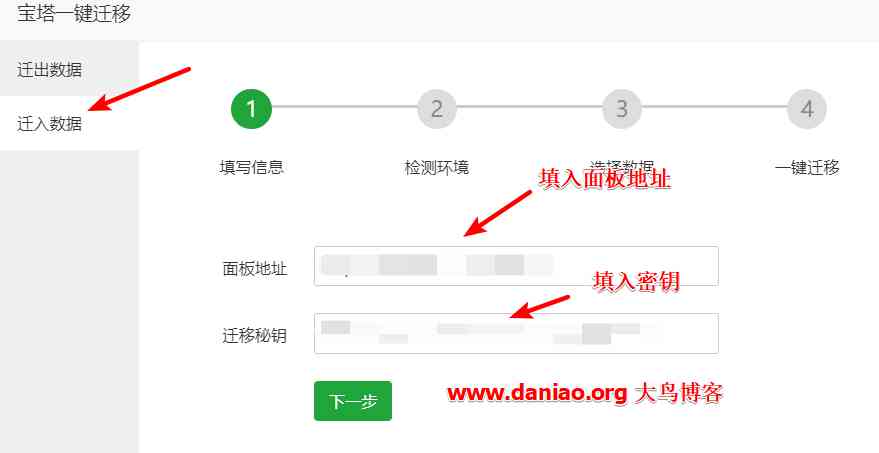 宝塔一键迁移
迁出数据
迁入数据
1 2 3 4
填写信息 检测环境 选择数据 一键迁移
填入面板地址
面板地址
填入密钥
迁移秘钥
下一步
www.daniao.org 大鸟博客